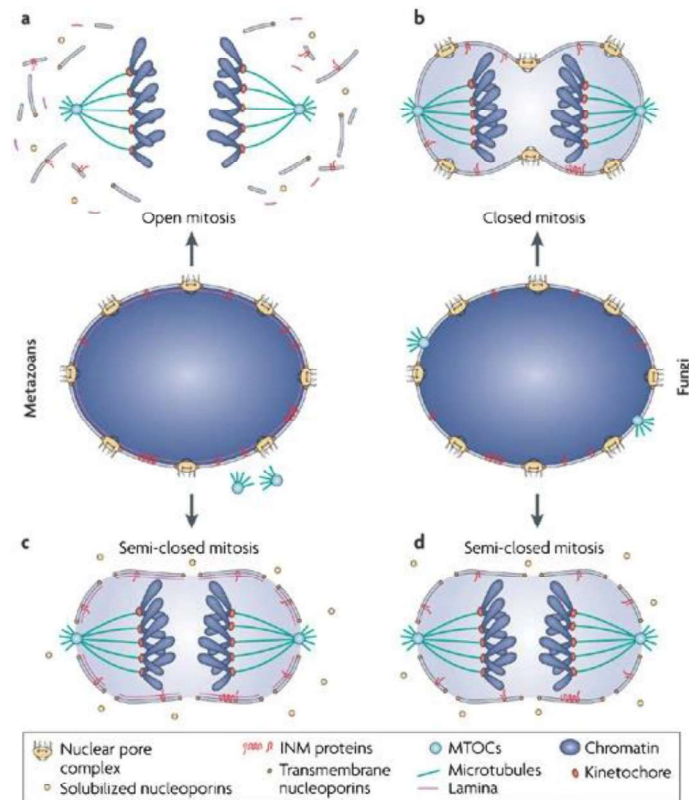 a
b
Open mitosis
Closed mitosis
Metazoans
Fungi
c
Semi-closed mitosis
d
Semi-closed mitosis
Nuclear pore
complex
Solubilized nucleoporins
INM proteins
Transmembrane
nucleoporins
MTOCs
Microtubules
Lamina
Chromatin
Kinetochore